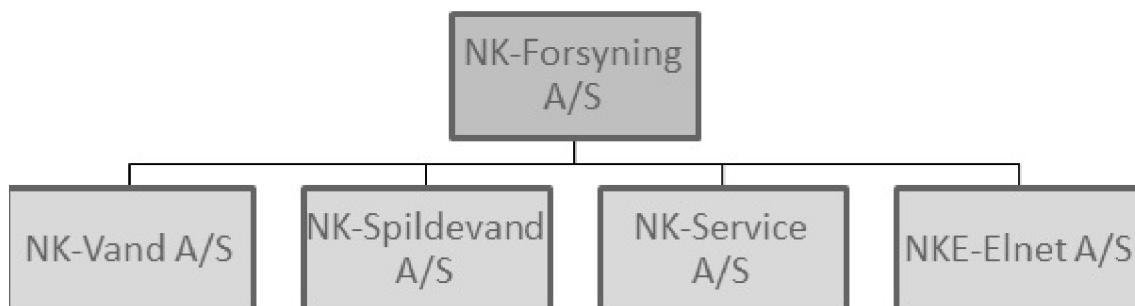 NK-Forsyning
A/S
NK-Vand A/S
NK-Spildevand
A/S
NK-Service
A/S
NKE-Elnet A/S